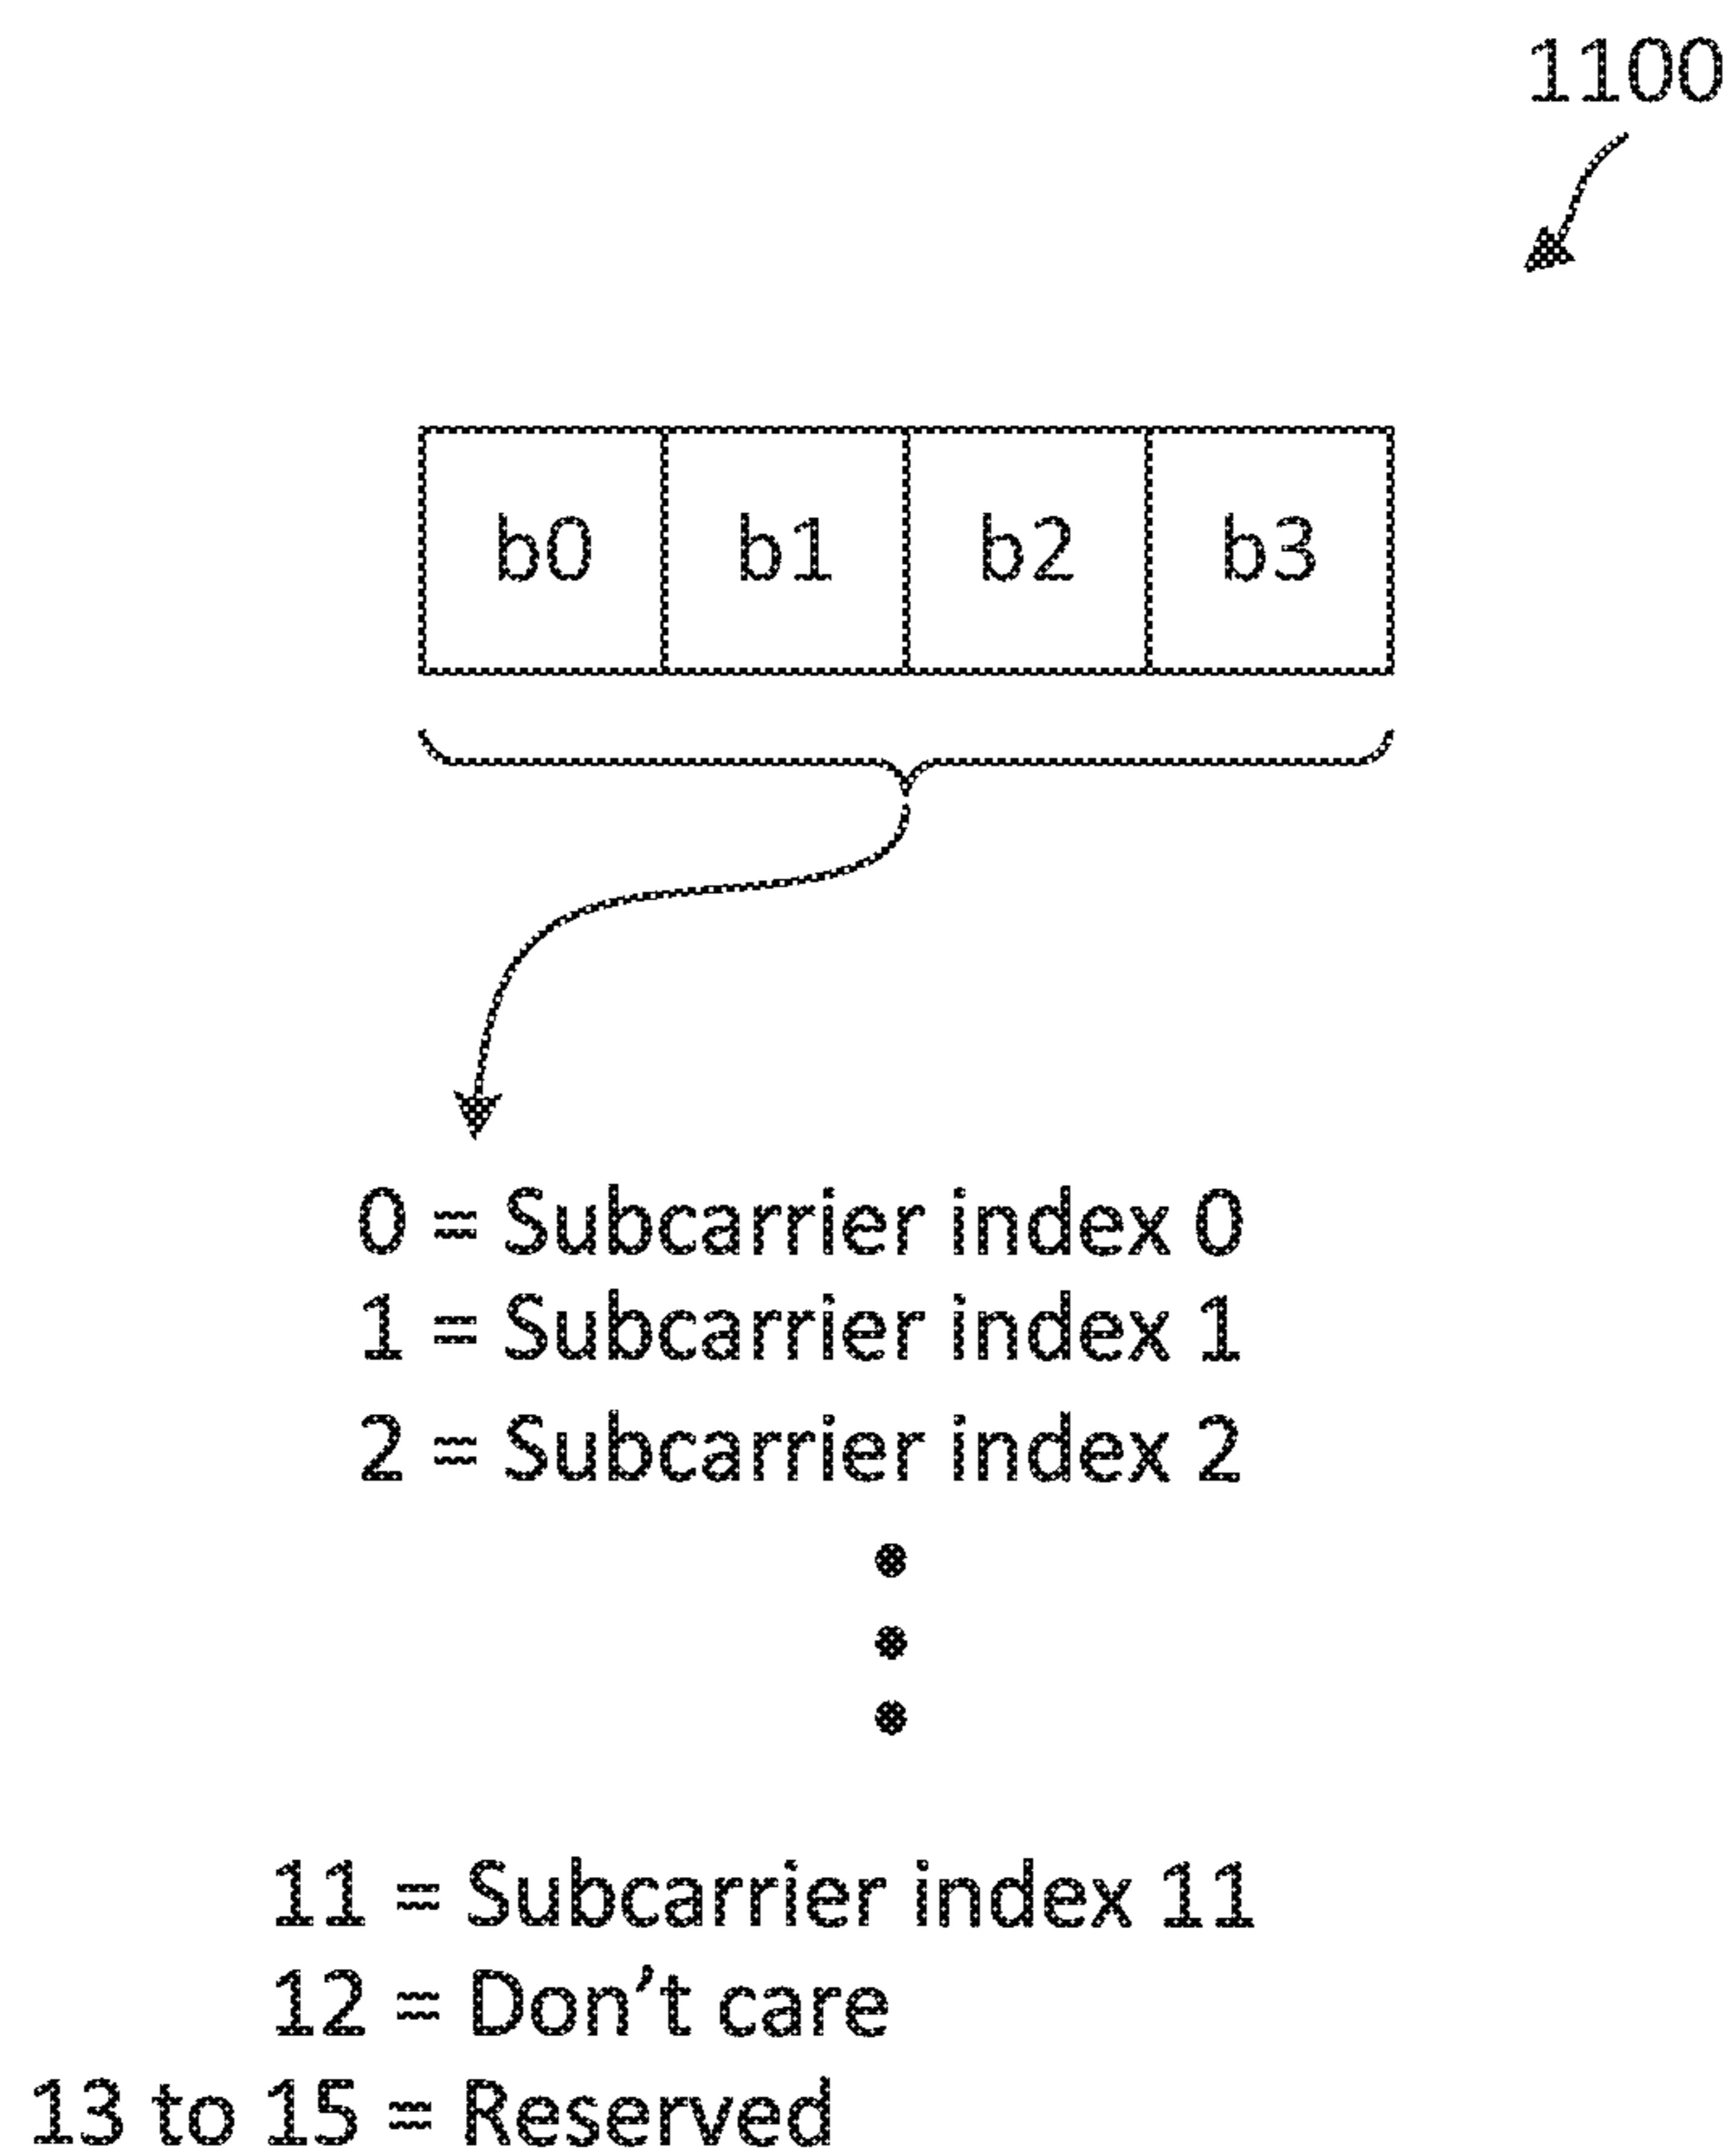 1100
b0 b1 b2 b3
0 = Subcarrier index 0
1 = Subcarrier index 1
2 = Subcarrier index 2
11 = Subcarrier index 11
12 = Don't care
13 to 15 = Reserved